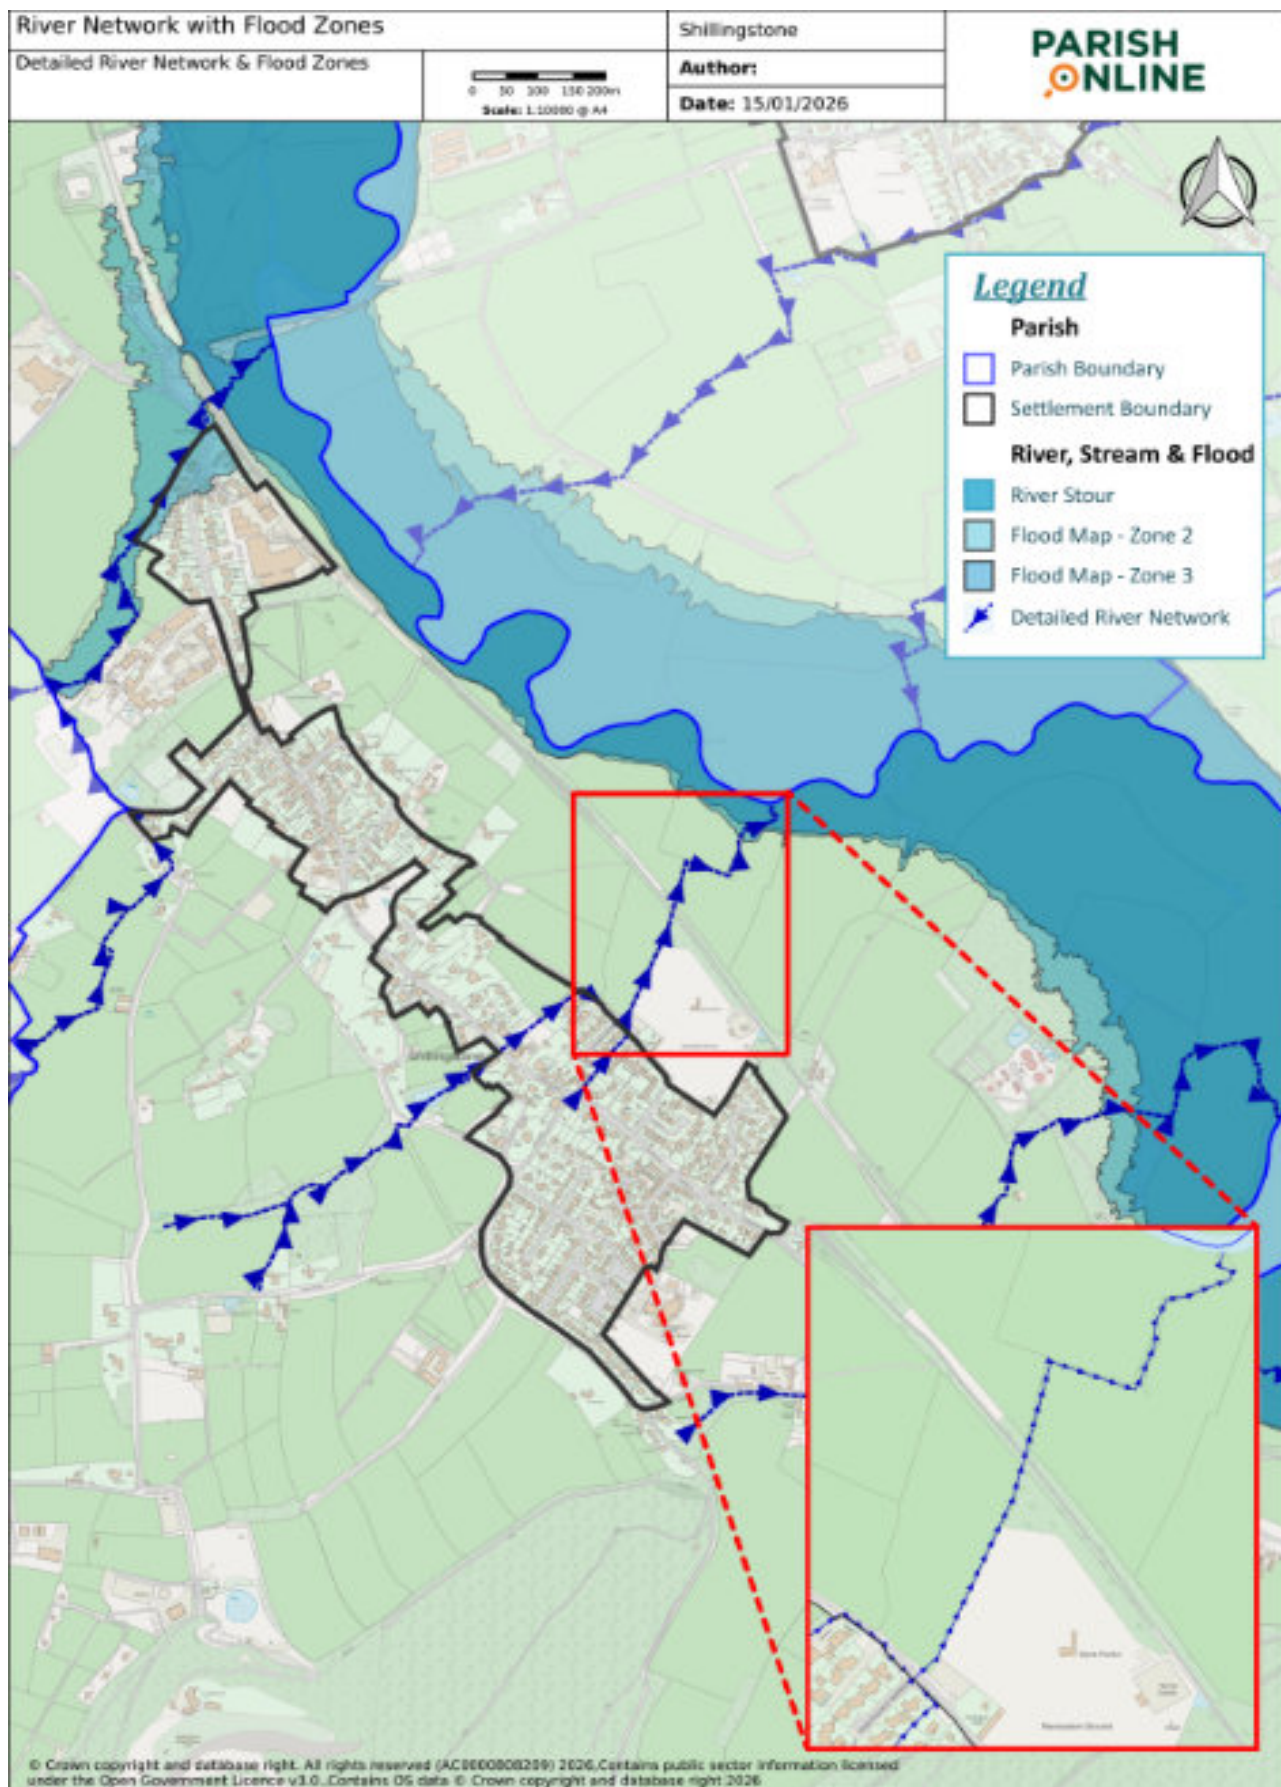 River Network with Flood Zones
Detailed River Network & Flood Zones
0 50 100 150 200m
Scale: 1:10000 @ A4
Shillingstone
Author:
Date: 15/01/2026
PARISH
ONLINE
Legend
Parish
Parish Boundary
Settlement Boundary
River, Stream & Flood
River Stour
Flood Map - Zone 2
Flood Map - Zone 3
Detailed River Network
Shillingstone
Recreation Ground
© Crown copyright and database right. All rights reserved (AC0000808209) 2026.Contains public sector information licensed
under the Open Government Licence v3.0..Contains OS data © Crown copyright and database right 2026